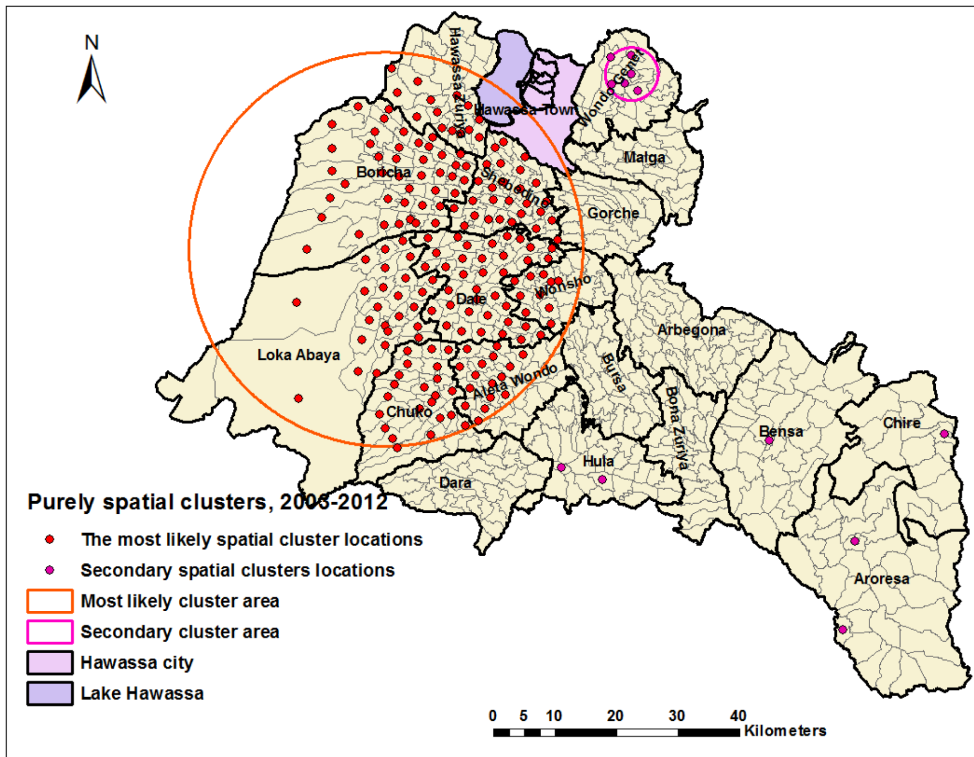 N
Hawassa Zuriya
Hawassa Town
Wondo Genet
Malga
Boricha
Shebedino
Gorche
Wonsho
Dale
Arbegona
Loka Abaya
Bursa
Aleta Wondo
Chuko
Bona Zuriya
Bensa
Chire
Hula
Dara
Aroresa
Purely spatial clusters, 2003-2012
The most likely spatial cluster locations
Secondary spatial clusters locations
Most likely cluster area
Secondary cluster area
Hawassa city
Lake Hawassa
0 5 10 20 30 40
Kilometers